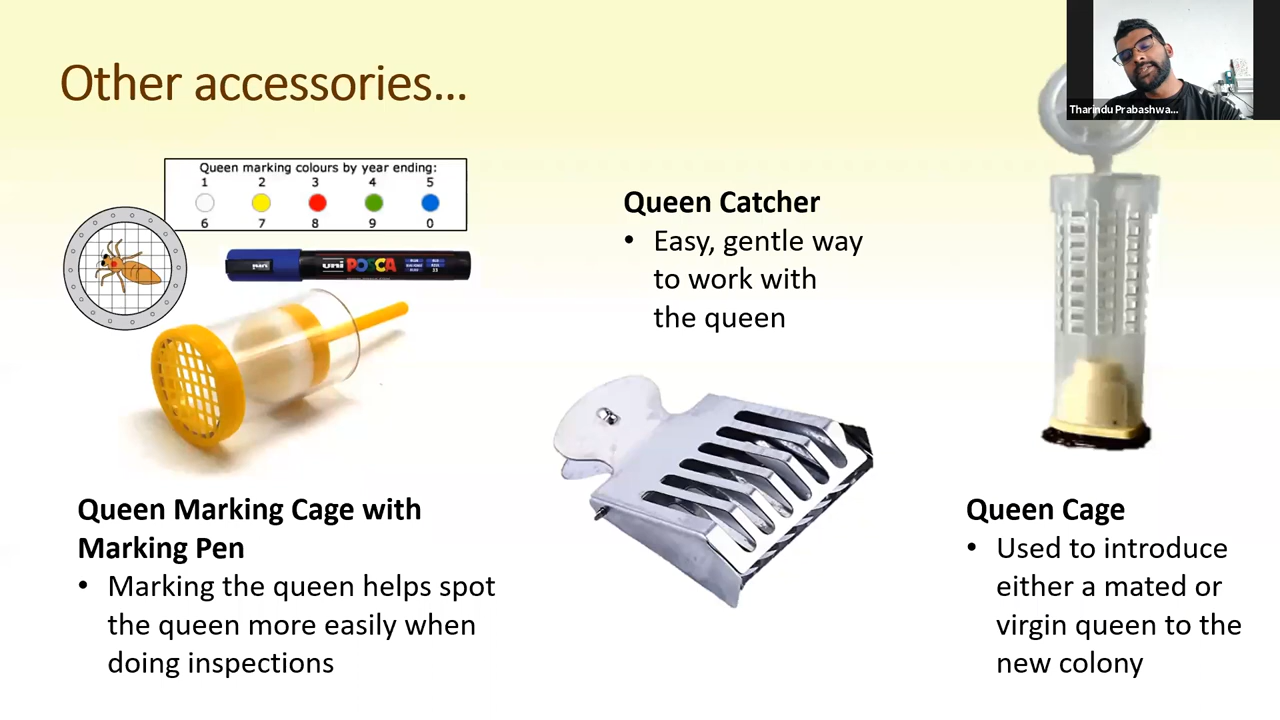 Other accessories...
Tharindu Prabashwa...
Queen marking colours by year ending:
1 2 3 4 5
6 7 8 9 0
uni POSCA
Queen Marking Cage with
Marking Pen
• Marking the queen helps spot
the queen more easily when
doing inspections
Queen Catcher
• Easy, gentle way
to work with
the queen
Queen Cage
• Used to introduce
either a mated or
virgin queen to the
new colony